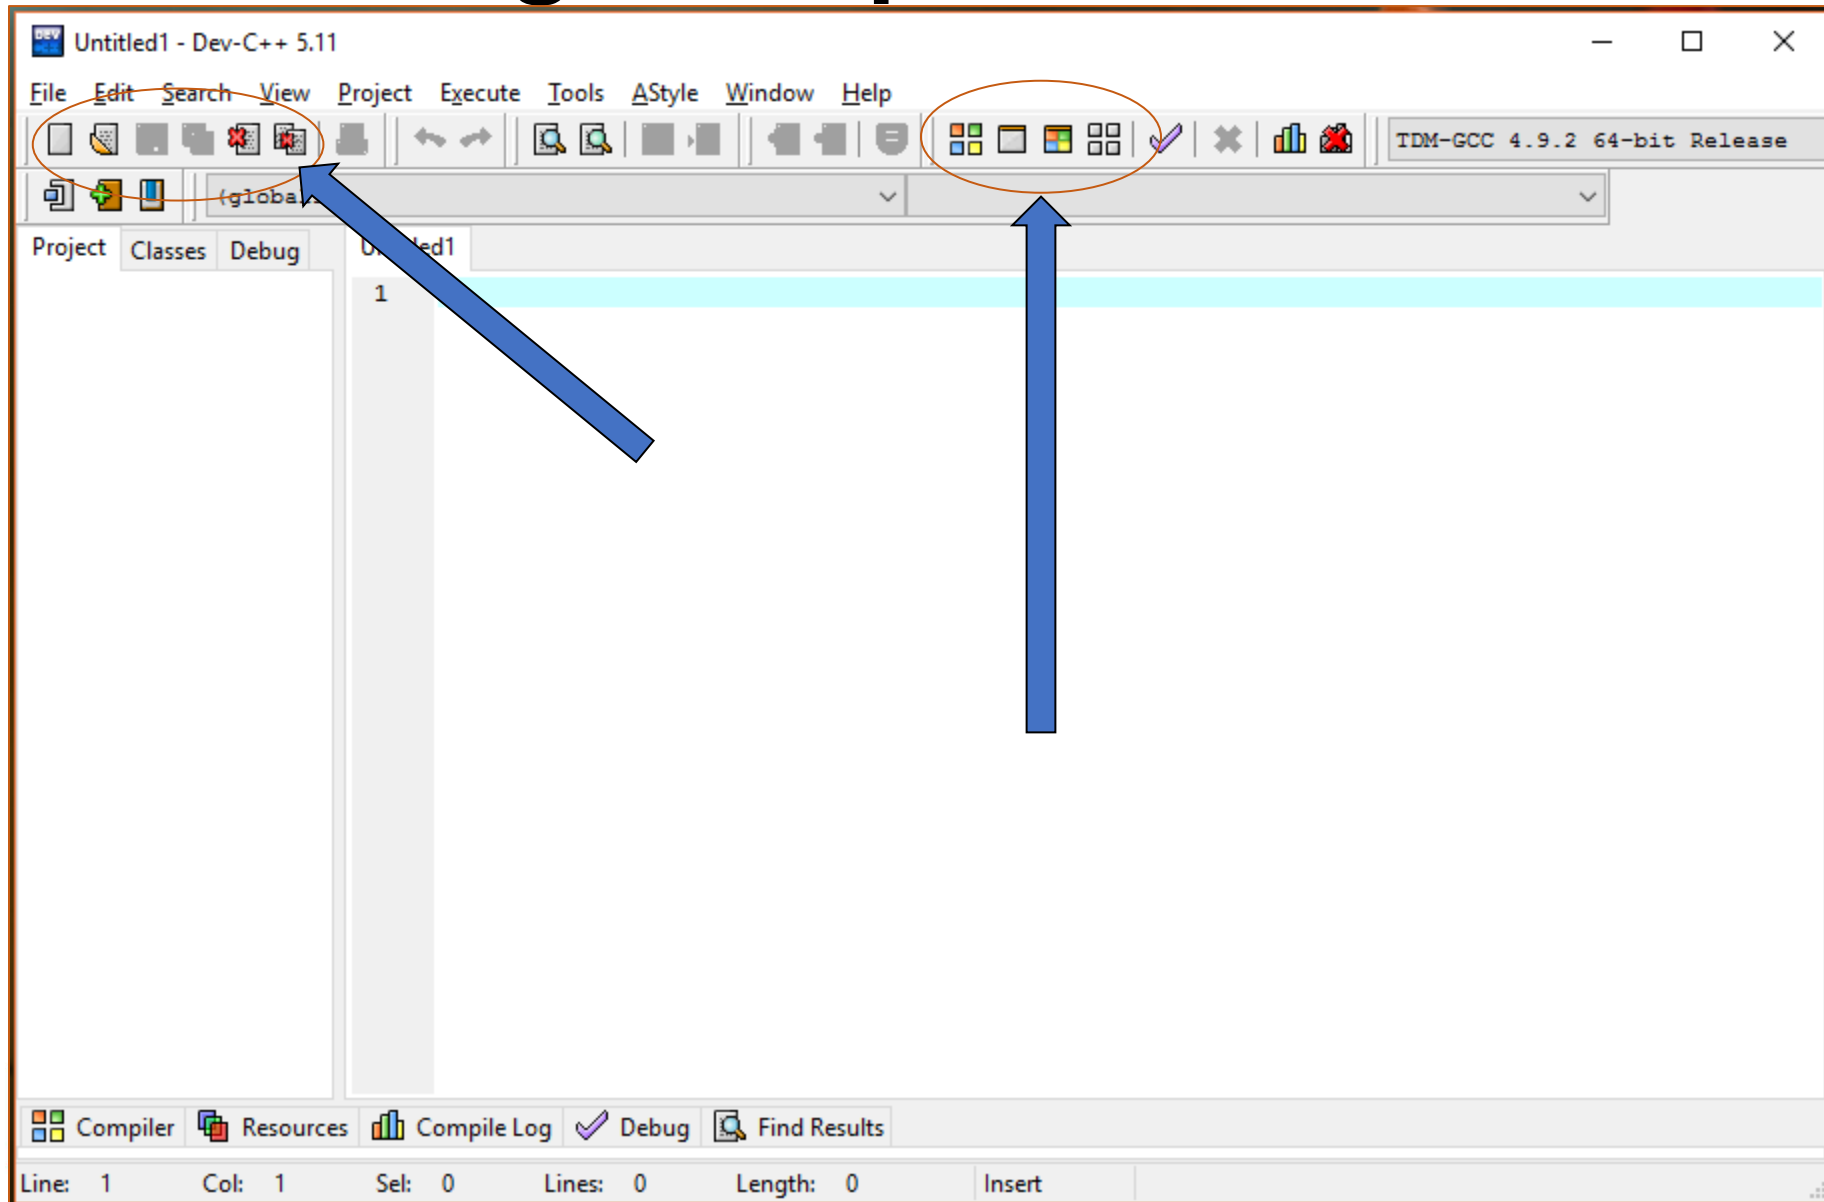 Untitled1 - Dev-C++ 5.11
File Edit Search View Project Execute Tools AStyle Window Help
TDM-GCC 4.9.2 64-bit Release
Project Classes Debug
1
Compiler Resources Compile Log Debug Find Results
Line: 1 Col: 1 Sel: 0 Lines: 0 Length: 0 Insert